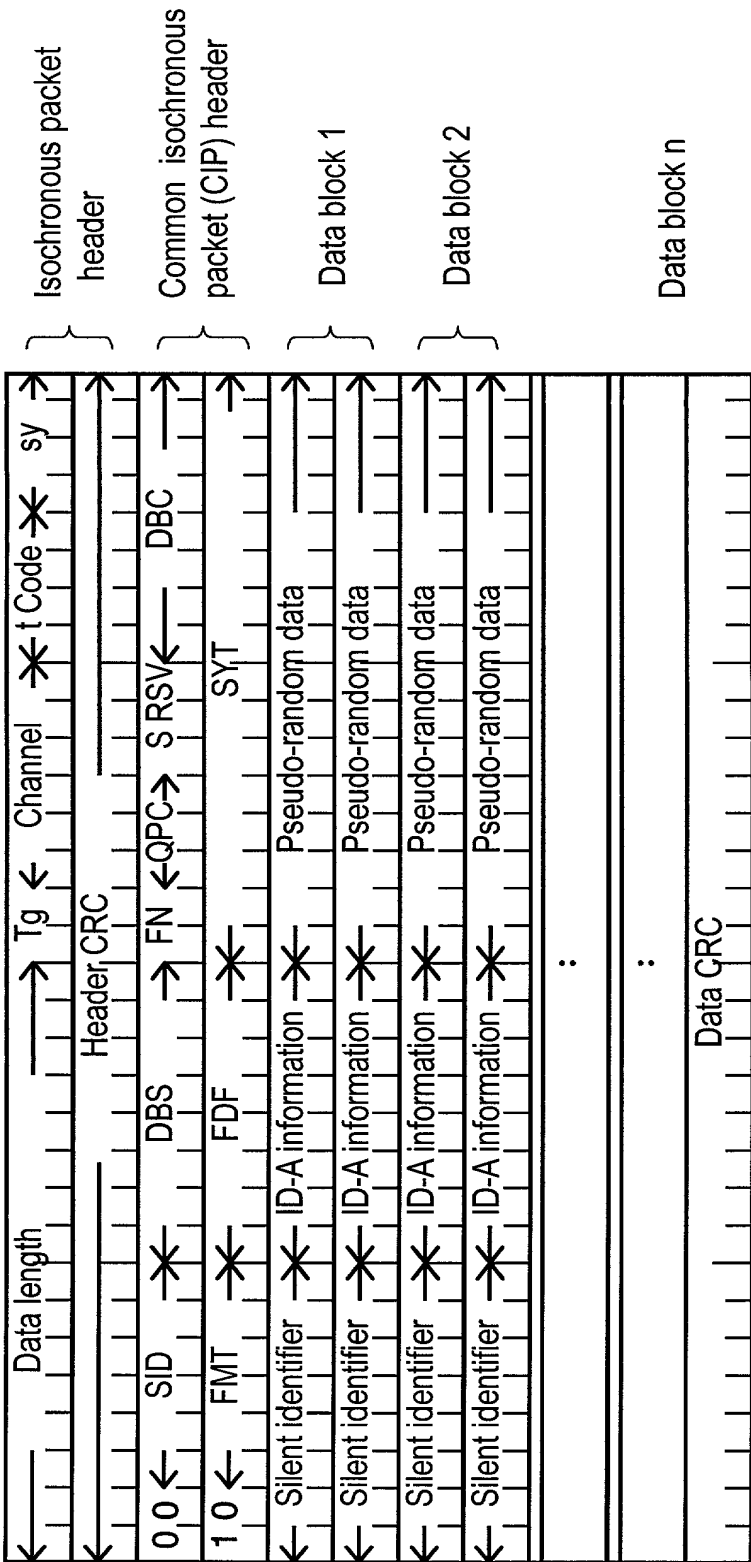 Data length Tg Channel t Code sy
Header CRC
Isochronous packet
header
0 0 SID DBS FN QPC S RSV DBC
1 0 FMT FDF SYT
Common isochronous
packet (CIP) header
Silent identifier ID-A information Pseudo-random data
Silent identifier ID-A information Pseudo-random data
Data block 1
Silent identifier ID-A information Pseudo-random data
Silent identifier ID-A information Pseudo-random data
Data block 2
:
:
Data CRC
Data block n